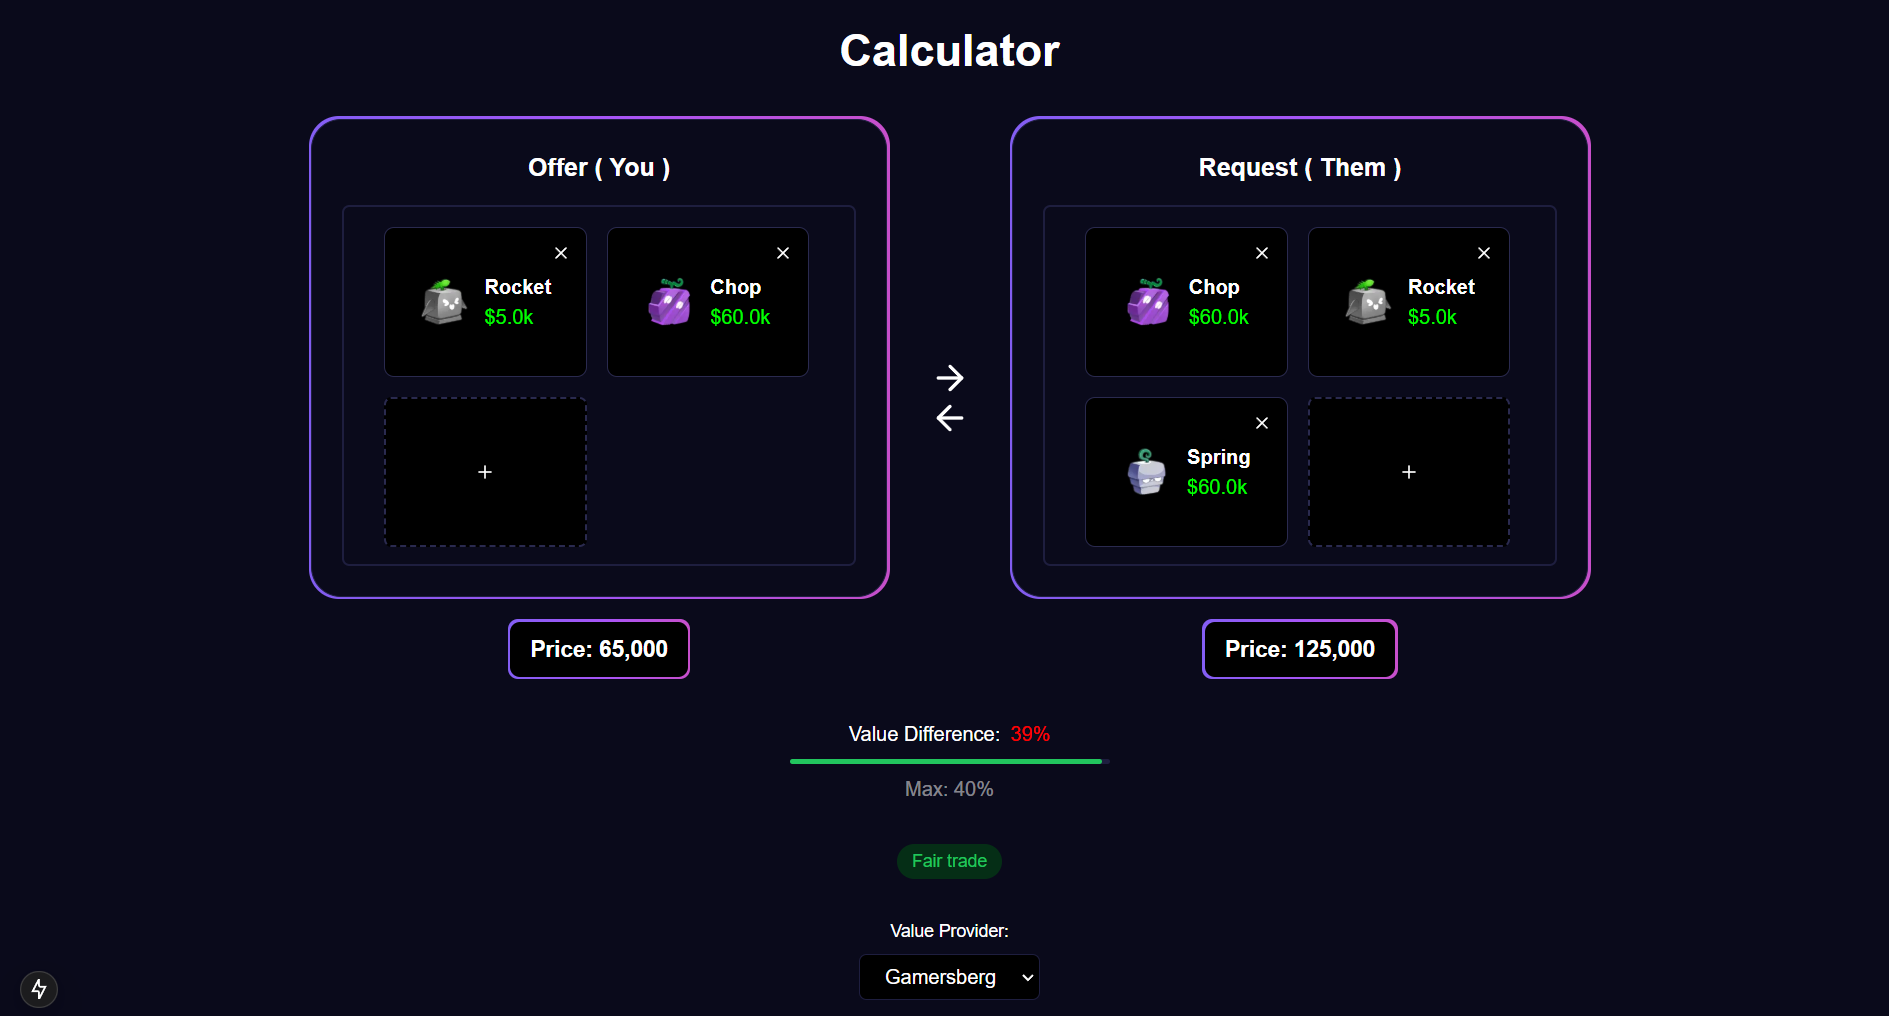 Calculator
Offer ( You )
Rocket
$5.0k
Chop
$60.0k
+
Price: 65,000
Request ( Them )
Chop
$60.0k
Rocket
$5.0k
Spring
$60.0k
+
Price: 125,000
Value Difference: 39%
Max: 40%
Fair trade
Value Provider:
Gamersberg